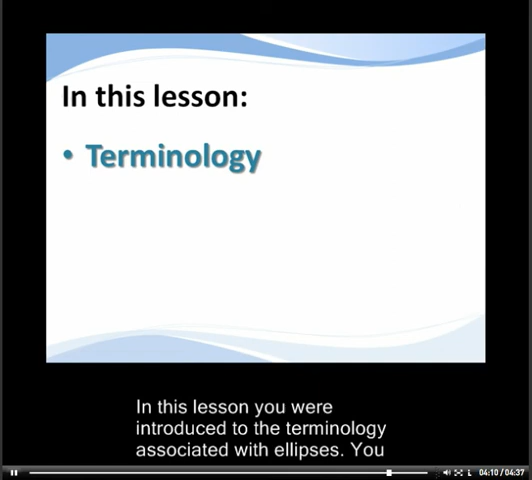 In this lesson:
• Terminology
In this lesson you were
introduced to the terminology
associated with ellipses. You
04:10 / 04:37